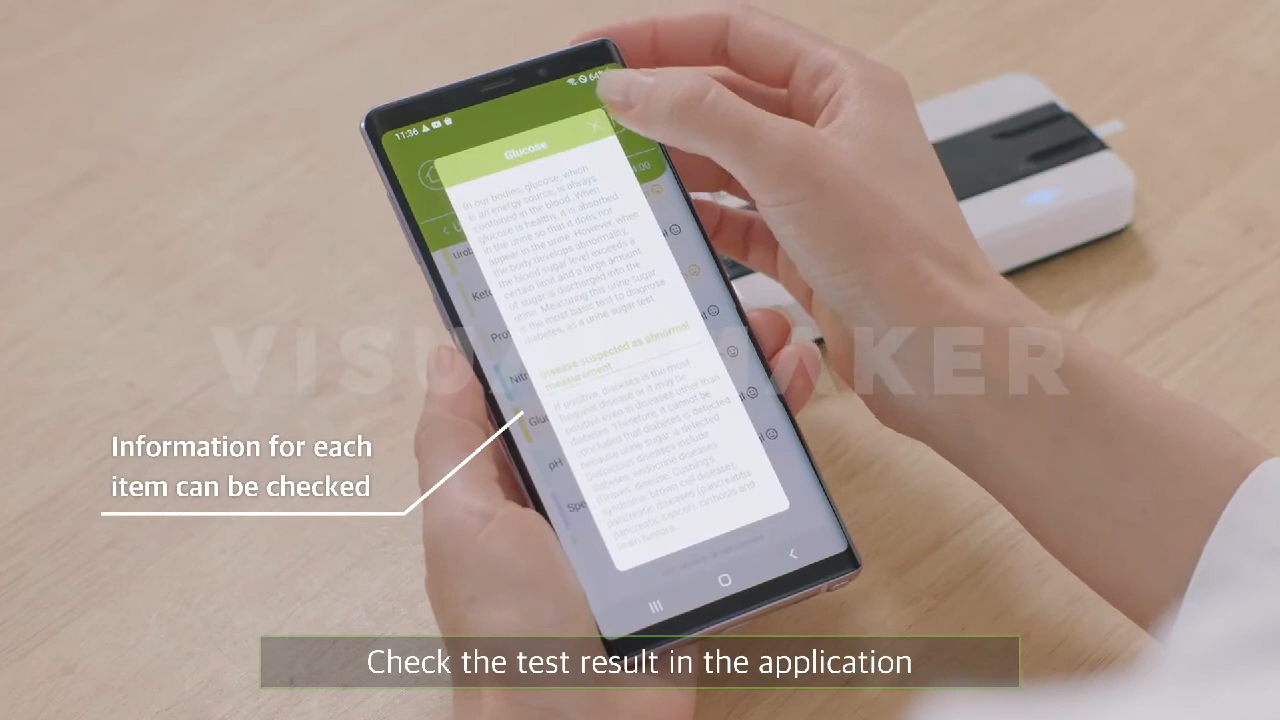 11:36
64%
Glucose
In our bodies, glucose, which
is an energy source, is always
contained in the blood. When
glucose is healthy, it is absorbed
in the urine so that it does not
appear in the urine. However, when
the body develops abnormality,
the blood sugar level exceeds a
certain limit and a large amount
of sugar is discharged into the
urine. Measuring this urine sugar
is the most basic test to diagnose
diabetes, as a urine sugar test.
Disease suspected as abnormal
measurement
If positive, diabetes is the most
frequent disease or it may be
positive even in diseases other than
diabetes. Therefore, it cannot be
concluded that diabetes is detected
because urine sugar is detected
diabetes, endocrine diseases
syndrome, brown cell disease),
pancreatic diseases (pancreatitis
pancreatic cancer), cirrhosis and
brain tumors.
Nitr
Glu
pH
Spe
VISUAL MAKER
Information for each
item can be checked
Check the test result in the application